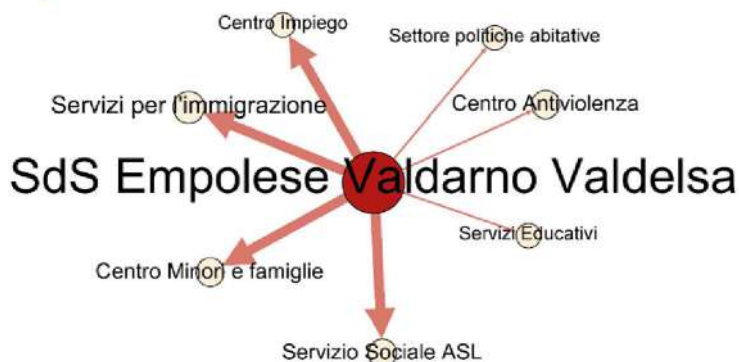 Centro Impiego
Settore politiche abitative
Servizi per l'immigrazione
Centro Antiviolenza
SdS Empolese Valdarno Valdelsa
Servizi Educativi
Centro Minori e famiglie
Servizio Sociale ASL